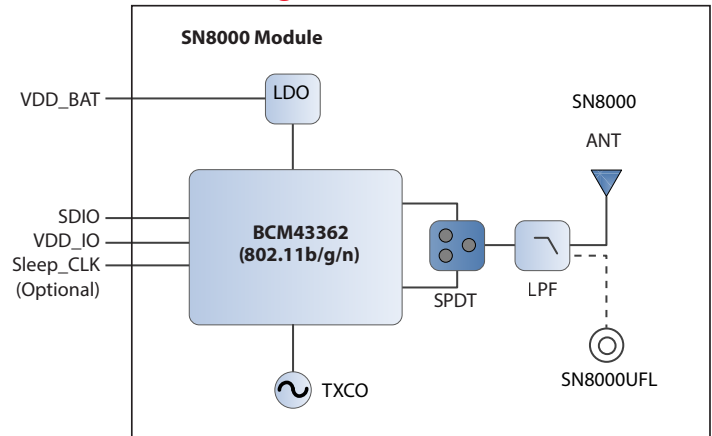 SN8000 Module
LDO
VDD_BAT
SN8000
ANT
SDIO
VDD_IO
Sleep_CLK
(Optional)
BCM43362
(802.11b/g/n)
SPDT
LPF
SN8000UFL
TXCO